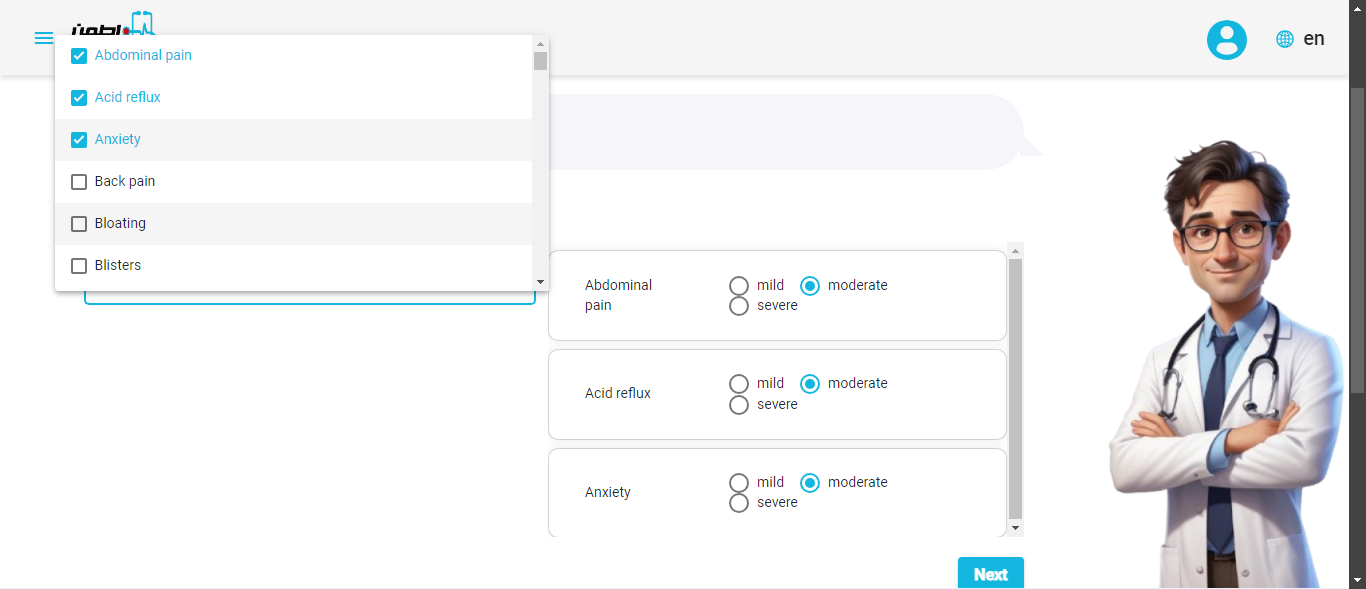 en
Abdominal pain
Acid reflux
Anxiety
Back pain
Bloating
Blisters
Abdominal
pain
mild
moderate
severe
Acid reflux
mild
moderate
severe
Anxiety
mild
moderate
severe
Next